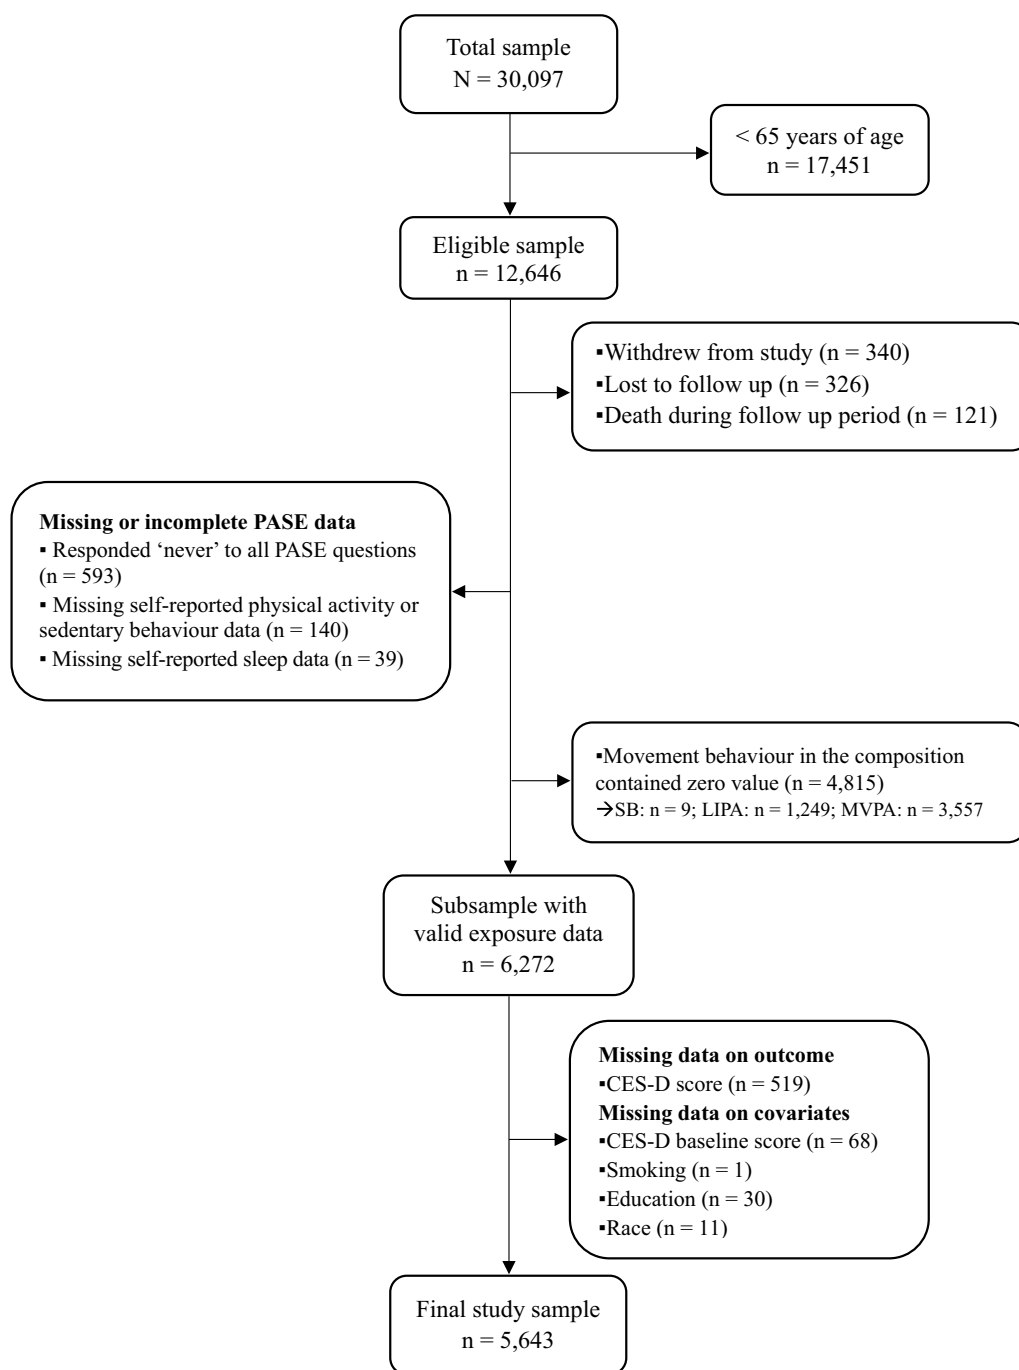 Total sample
N = 30,097
< 65 years of age
n = 17,451
Eligible sample
n = 12,646
▪Withdrew from study (n = 340)
▪Lost to follow up (n = 326)
▪Death during follow up period (n = 121)
Missing or incomplete PASE data
▪ Responded ‘never’ to all PASE questions
(n = 593)
▪ Missing self-reported physical activity or
sedentary behaviour data (n = 140)
▪ Missing self-reported sleep data (n = 39)
▪Movement behaviour in the composition
contained zero value (n = 4,815)
→SB: n = 9; LIPA: n = 1,249; MVPA: n = 3,557
Subsample with
valid exposure data
n = 6,272
Missing data on outcome
▪CES-D score (n = 519)
Missing data on covariates
▪CES-D baseline score (n = 68)
▪Smoking (n = 1)
▪Education (n = 30)
▪Race (n = 11)
Final study sample
n = 5,643